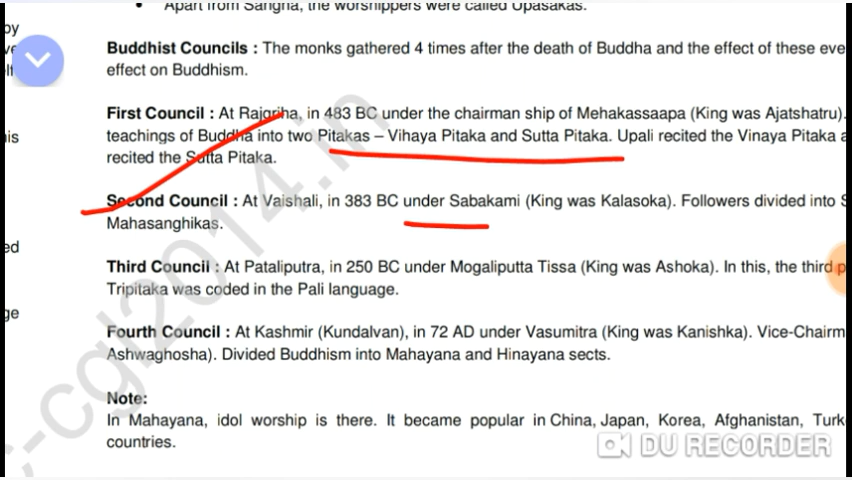 • Apart from Sangha, the worshippers were called Upasakas.
by
Buddhist Councils : The monks gathered 4 times after the death of Buddha and the effect of these eve
effect on Buddhism.
First Council : At Rajgriha, in 483 BC under the chairman ship of Mehakassaapa (King was Ajatshatru).
his teachings of Buddha into two Pitakas – Vihaya Pitaka and Sutta Pitaka. Upali recited the Vinaya Pitaka a
recited the Sutta Pitaka.
Second Council : At Vaishali, in 383 BC under Sabakami (King was Kalasoka). Followers divided into S
Mahasanghikas.
ed
Third Council : At Pataliputra, in 250 BC under Mogaliputta Tissa (King was Ashoka). In this, the third p
Tripitaka was coded in the Pali language.
ge
Fourth Council : At Kashmir (Kundalvan), in 72 AD under Vasumitra (King was Kanishka). Vice-Chairm
Ashwaghosha). Divided Buddhism into Mahayana and Hinayana sects.
Note:
In Mahayana, idol worship is there. It became popular in China, Japan, Korea, Afghanistan, Turk
countries.
c-cgl2014.in
DU RECORDER